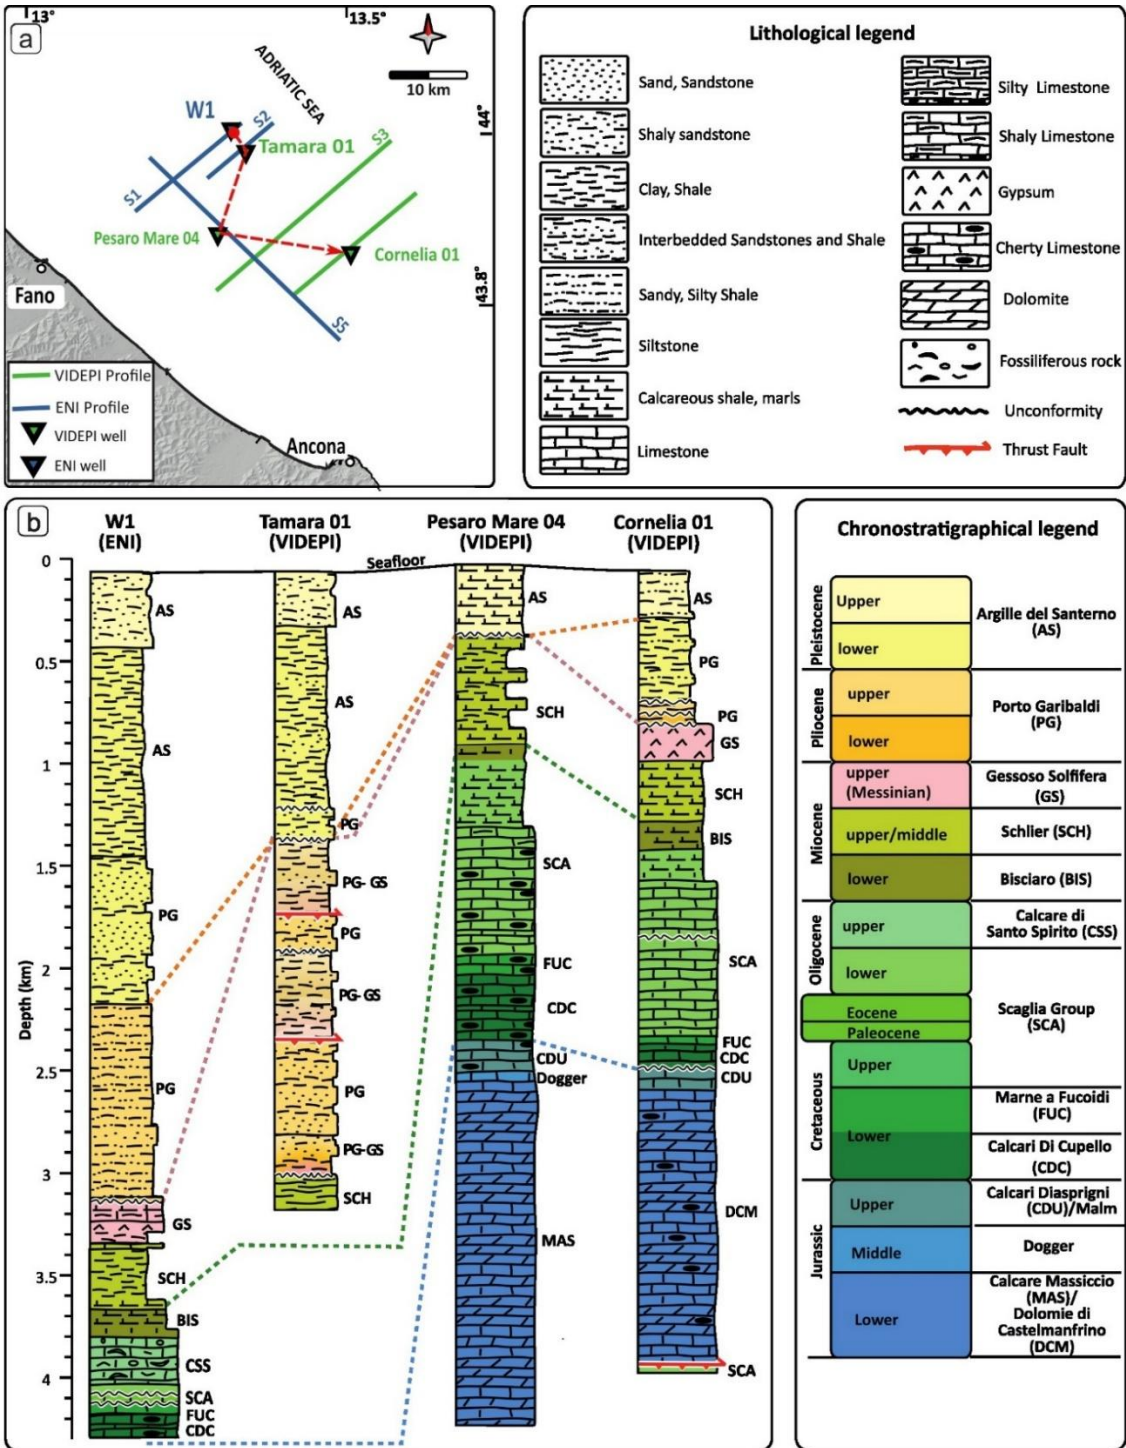 13°
13.5°
a
ADRIATIC SEA
10 km
W1
S2
44°
Tamara 01
S3
S1
Pesaro Mare 04
Cornelia 01
43.8°
Fano
S5
VIDEPI Profile
ENI Profile
VIDEPI well
ENI well
Ancona
Lithological legend
Sand, Sandstone
Shaly sandstone
Clay, Shale
Interbedded Sandstones and Shale
Sandy, Silty Shale
Siltstone
Calcareous shale, marls
Limestone
Silty Limestone
Shaly Limestone
Gypsum
Cherty Limestone
Dolomite
Fossiliferous rock
Unconformity
Thrust Fault
b
W1
(ENI)
Tamara 01
(VIDEPI)
Pesaro Mare 04
(VIDEPI)
Cornelia 01
(VIDEPI)
Seafloor
Depth (km)
0
0.5
1
1.5
2
2.5
3
3.5
4
AS
AS
PG
PG
GS
SCH
BIS
CSS
SCA
FUC
CDC
AS
AS
PG
PG- GS
PG
PG- GS
PG
PG-GS
SCH
AS
SCH
SCA
FUC
CDC
CDU
Dogger
MAS
AS
PG
PG
GS
SCH
BIS
SCA
FUC
CDC
CDU
DCM
SCA
Chronostratigraphical legend
Pleistocene
Upper
lower
Argille del Santerno
(AS)
Pliocene
upper
lower
Porto Garibaldi
(PG)
Miocene
upper
(Messinian)
Gessoso Solfifera
(GS)
upper/middle
Schlier (SCH)
lower
Bisciaro (BIS)
Oligocene
upper
Calcare di
Santo Spirito (CSS)
lower
Eocene
Paleocene
Scaglia Group
(SCA)
Cretaceous
Upper
Lower
Marne a Fucoidi
(FUC)
Calcari Di Cupello
(CDC)
Jurassic
Upper
Calcari Diasprigni
(CDU)/Malm
Middle
Dogger
Lower
Calcare Massiccio
(MAS)/
Dolomie di
Castelmanfrino
(DCM)